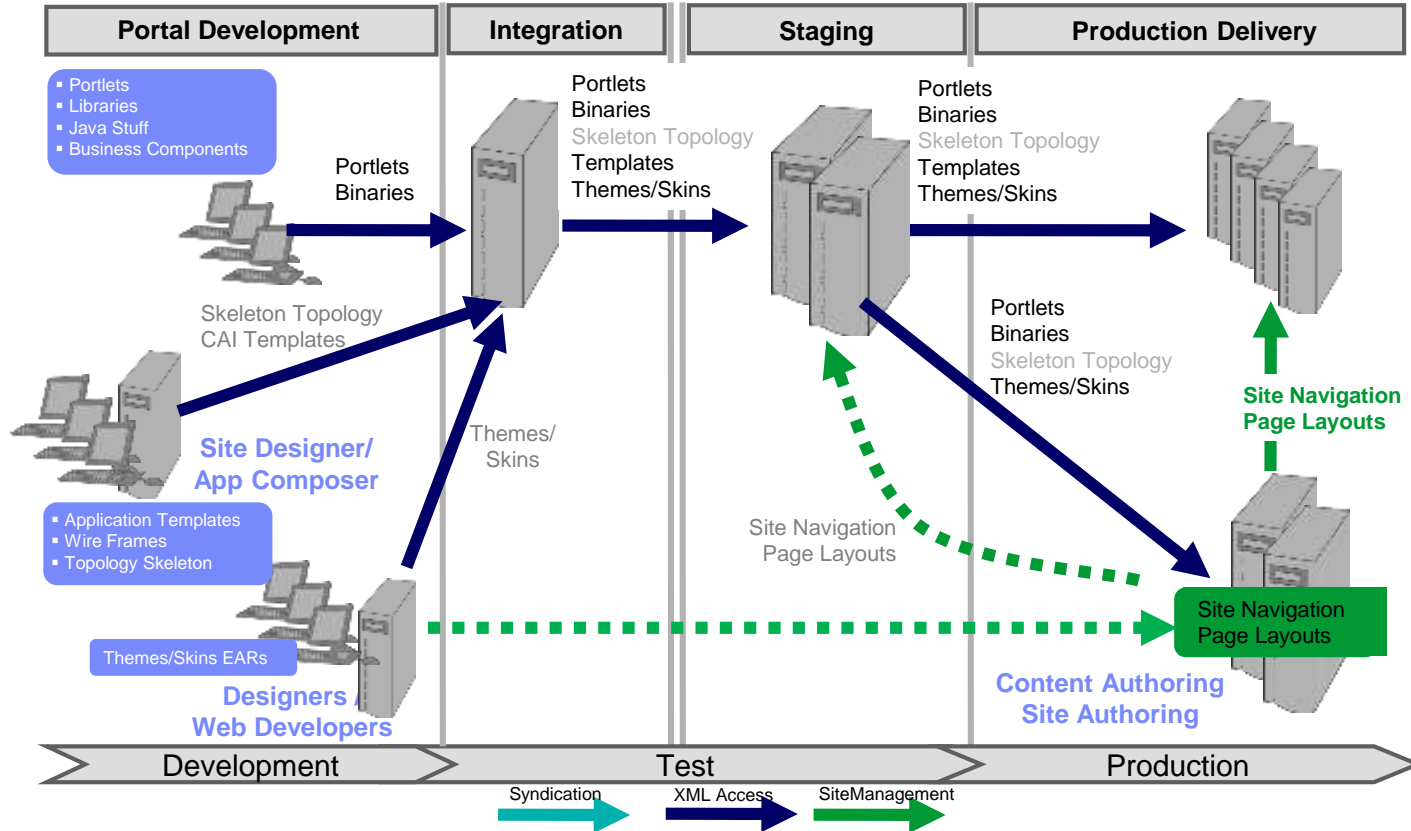 Portal Development
Integration
Staging
Production Delivery
▪ Portlets
▪ Libraries
▪ Java Stuff
▪ Business Components
Portlets
Binaries
Portlets
Binaries
Skeleton Topology
Templates
Themes/Skins
Portlets
Binaries
Skeleton Topology
Templates
Themes/Skins
Skeleton Topology
CAI Templates
Portlets
Binaries
Skeleton Topology
Themes/Skins
Site Navigation
Page Layouts
Themes/
Skins
Site Designer/
App Composer
▪ Application Templates
▪ Wire Frames
▪ Topology Skeleton
Site Navigation
Page Layouts
Site Navigation
Page Layouts
Themes/Skins EARs
Designers /
Web Developers
Content Authoring
Site Authoring
Development
Test
Production
Syndication
XML Access
SiteManagement